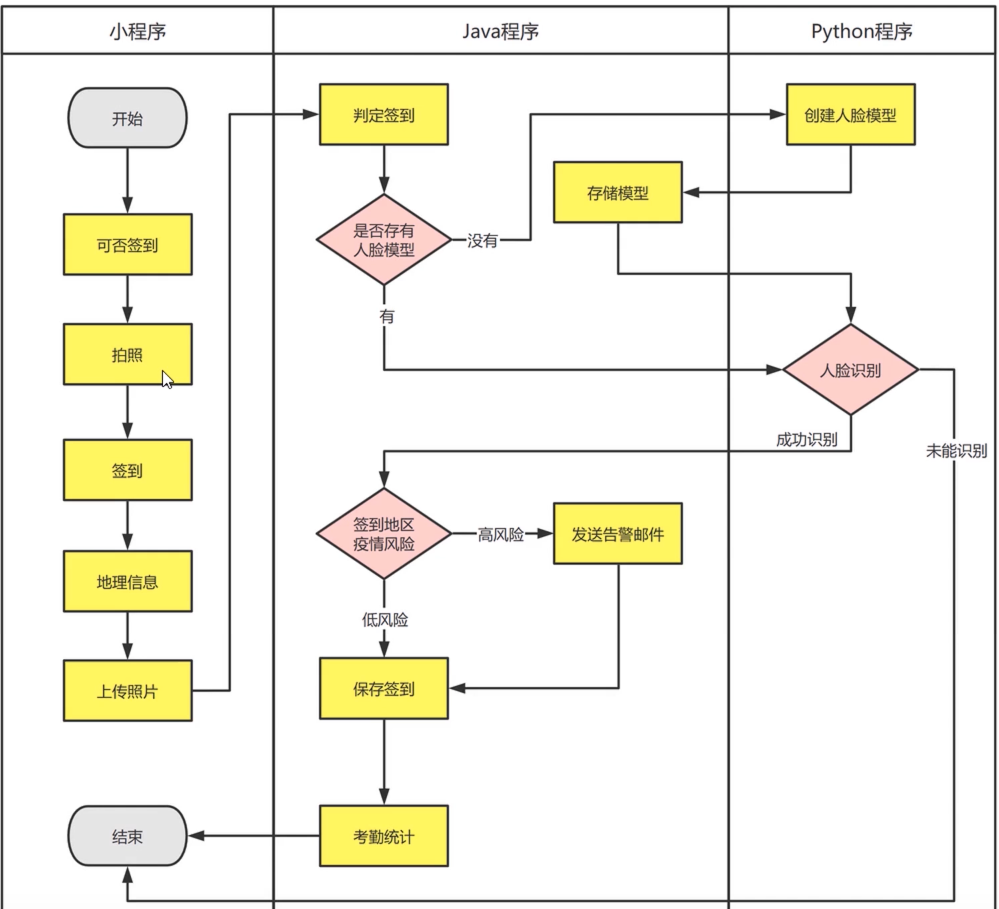 小程序
Java程序
Python程序
开始
可否签到
拍照
签到
地理信息
上传照片
结束
判定签到
是否存有
人脸模型
没有
有
存储模型
创建人脸模型
人脸识别
成功识别
未能识别
签到地区
疫情风险
高风险
发送告警邮件
低风险
保存签到
考勤统计